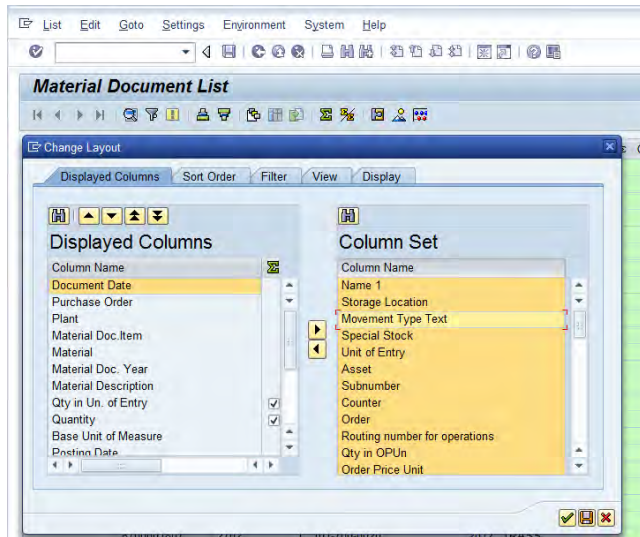 List Edit Goto Settings Environment System Help
Material Document List
Change Layout
Displayed Columns Sort Order Filter View Display
Displayed Columns
Column Name
Document Date
Purchase Order
Plant
Material Doc.Item
Material
Material Doc. Year
Material Description
Qty in Un. of Entry
Quantity
Base Unit of Measure
Posting Date
Column Set
Column Name
Name 1
Storage Location
Movement Type Text
Special Stock
Unit of Entry
Asset
Subnumber
Counter
Order
Routing number for operations
Qty in OPUn
Order Price Unit